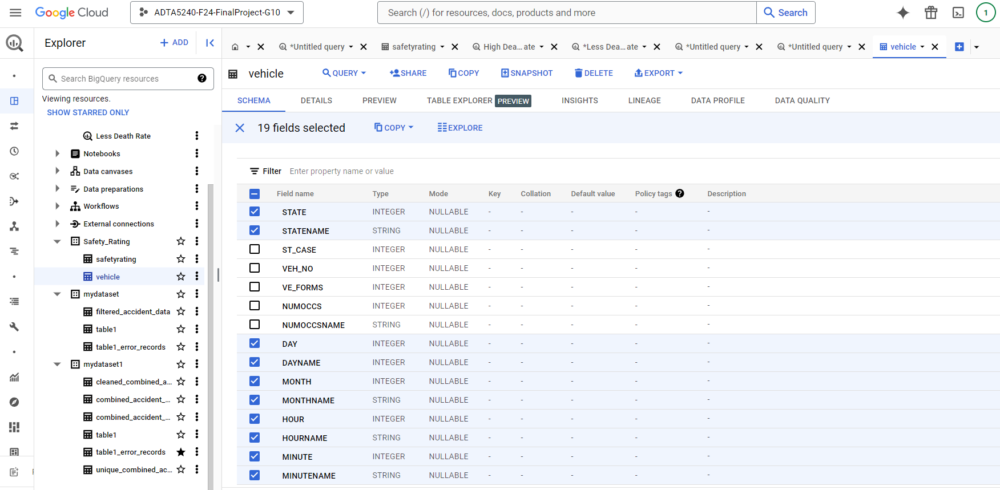 Google Cloud
ADTA5240-F24-FinalProject-G10
Search (/) for resources, docs, products and more
Search
1
Explorer
ADD
*Untitled query
safetyrating
High Dea... ate
*Less Dea... ate
*Untitled query
*Untitled query
vehicle
Search BigQuery resources
Viewing resources.
SHOW STARRED ONLY
Less Death Rate
Notebooks
Data canvases
Data preparations
Workflows
External connections
Safety_Rating
safetyrating
vehicle
mydataset
filtered_accident_data
table1
table1_error_records
mydataset1
cleaned_combined_a...
combined_accident_...
combined_accident_...
table1
table1_error_records
unique_combined_ac...
vehicle
QUERY
SHARE
COPY
SNAPSHOT
DELETE
EXPORT
SCHEMA
DETAILS
PREVIEW
TABLE EXPLORER PREVIEW
INSIGHTS
LINEAGE
DATA PROFILE
DATA QUALITY
19 fields selected
COPY
EXPLORE
Filter Enter property name or value
Field name Type Mode Key Collation Default value Policy tags Description
STATE INTEGER NULLABLE - - - - -
STATENAME STRING NULLABLE - - - - -
ST_CASE INTEGER NULLABLE - - - - -
VEH_NO INTEGER NULLABLE - - - - -
VE_FORMS INTEGER NULLABLE - - - - -
NUMOCCS INTEGER NULLABLE - - - - -
NUMOCCSNAME STRING NULLABLE - - - - -
DAY INTEGER NULLABLE - - - - -
DAYNAME INTEGER NULLABLE - - - - -
MONTH INTEGER NULLABLE - - - - -
MONTHNAME STRING NULLABLE - - - - -
HOUR INTEGER NULLABLE - - - - -
HOURNAME STRING NULLABLE - - - - -
MINUTE INTEGER NULLABLE - - - - -
MINUTENAME STRING NULLABLE - - - - -